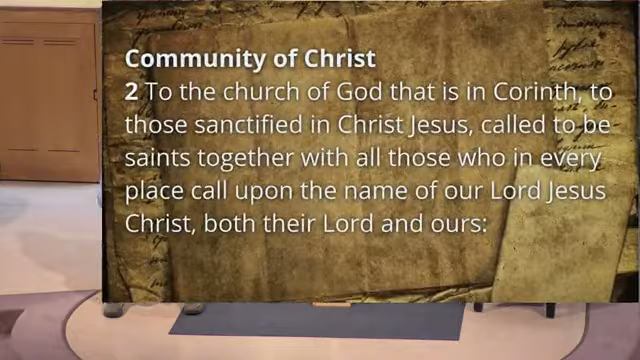 Community of Christ
2 To the church of God that is in Corinth, to
those sanctified in Christ Jesus, called to be
saints together with all those who in every
place call upon the name of our Lord Jesus
Christ, both their Lord and ours: